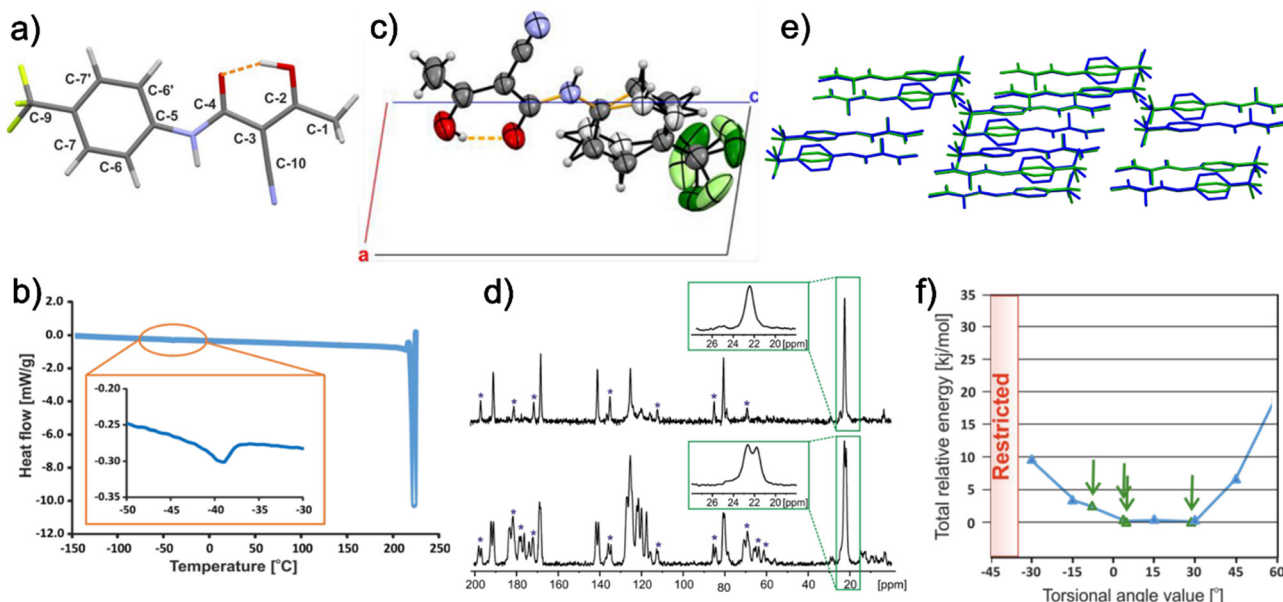 a)
C-7'
C-6'
C-9
C-5
C-4
C-2
C-7
C-3
C-1
C-6
C-10
c)
c
a
e)
b)
2.0
0.0
-2.0
-4.0
-6.0
-8.0
-10.0
-12.0
Heat flow [mW/g]
-0.20
-0.25
-0.30
-0.35
-50 -45 -40 -35 -30
-150 -100 -50 0 50 100 150 200 250
Temperature [°C]
d)
26 24 22 20 [ppm]
* * * * * * *
26 24 22 20 [ppm]
* * * * * * * * * *
200 180 160 140 120 100 80 60 [ppm] 20
f)
35
30
25
20
15
10
5
0
Total relative energy [kj/mol]
Restricted
-45 -30 -15 0 15 30 45 60
Torsional angle value [°]